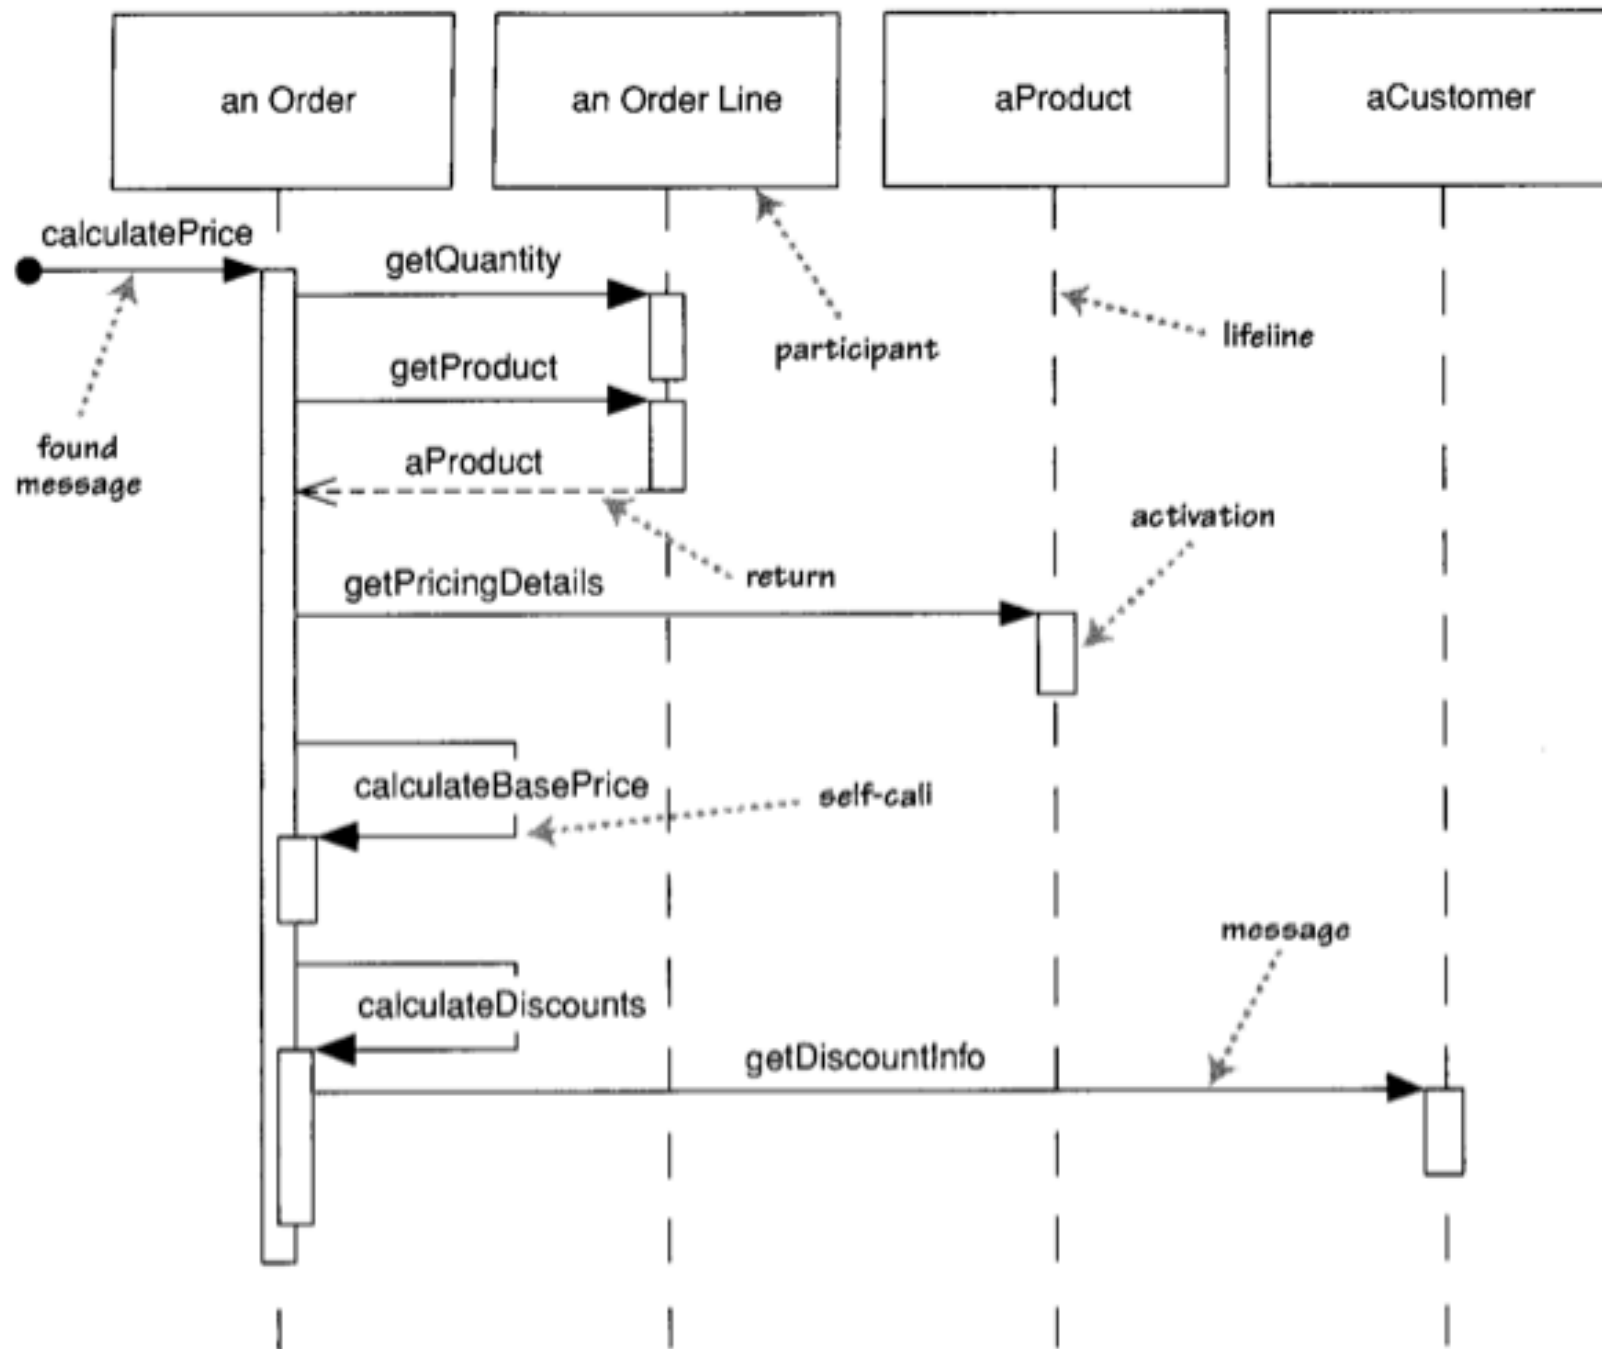 an Order
an Order Line
aProduct
aCustomer
calculatePrice
getQuantity
participant
lifeline
getProduct
found
message
aProduct
activation
return
getPricingDetails
calculateBasePrice
self-call
message
calculateDiscounts
getDiscountInfo